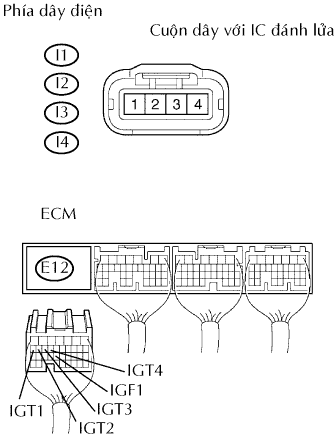 Phía dây điện
Cuộn dây với IC đánh lửa
I1
I2
I3
I4
1 2 3 4
ECM
E12
IGT4
IGF1
IGT1
IGT3
IGT2